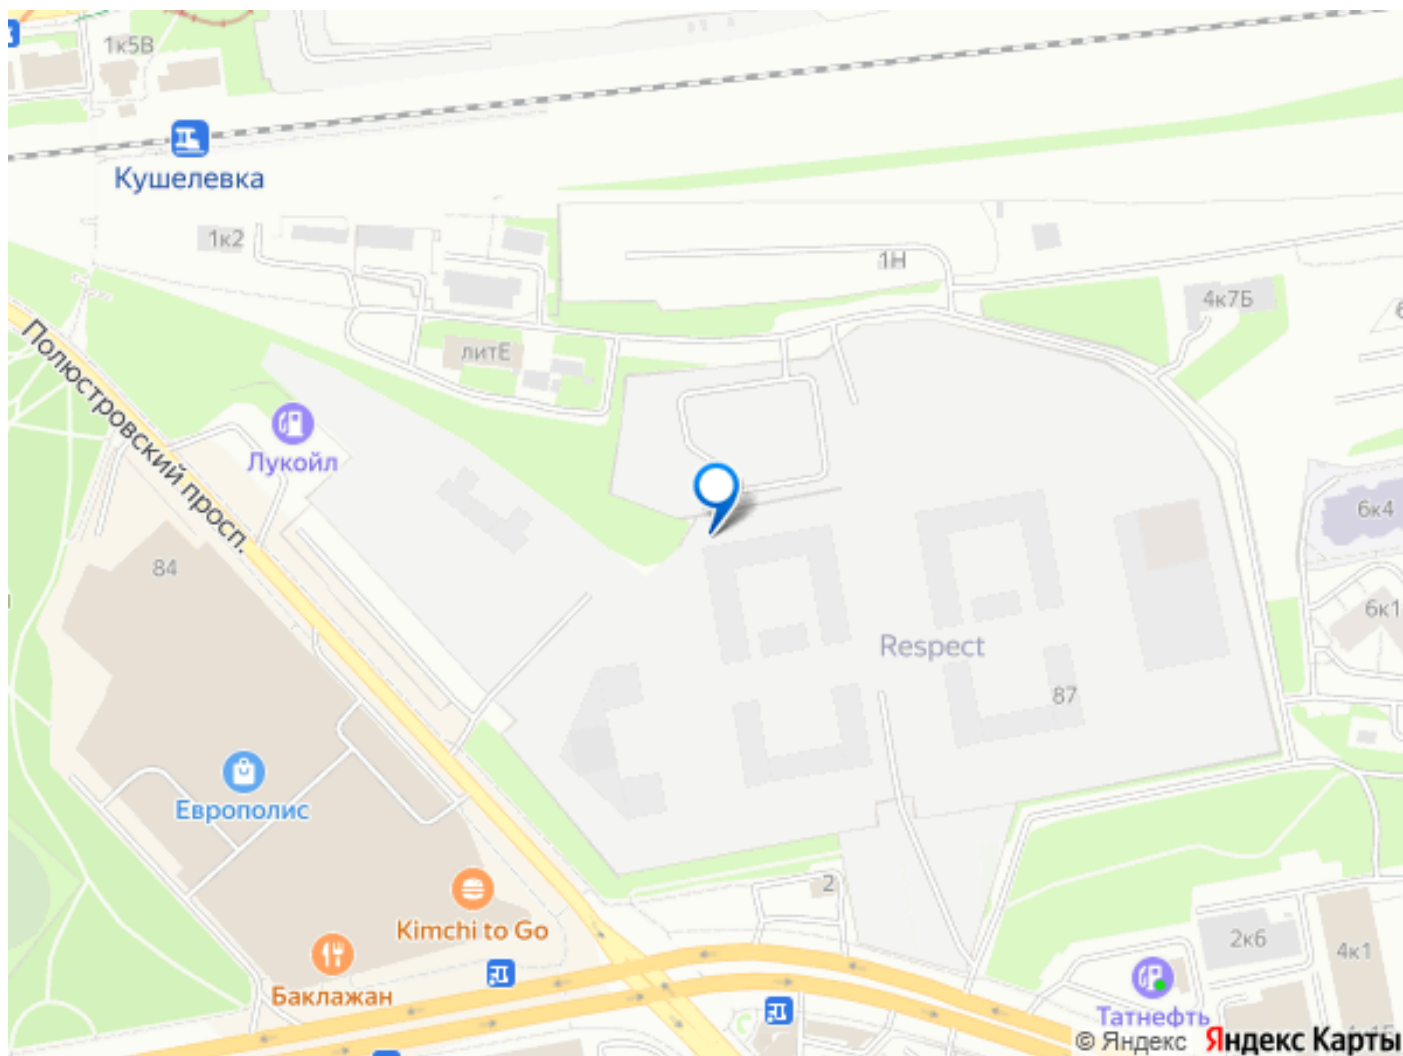 1к5В
Кушелевка
1к2
1Н
4к7Б
Полюстровский просп.
литЕ
Лукойл
6к4
84
6к1
Respect
87
Европолис
Kimchi to Go
2
2к6
4к1
Баклажан
Татнефть
© Яндекс Яндекс Карты